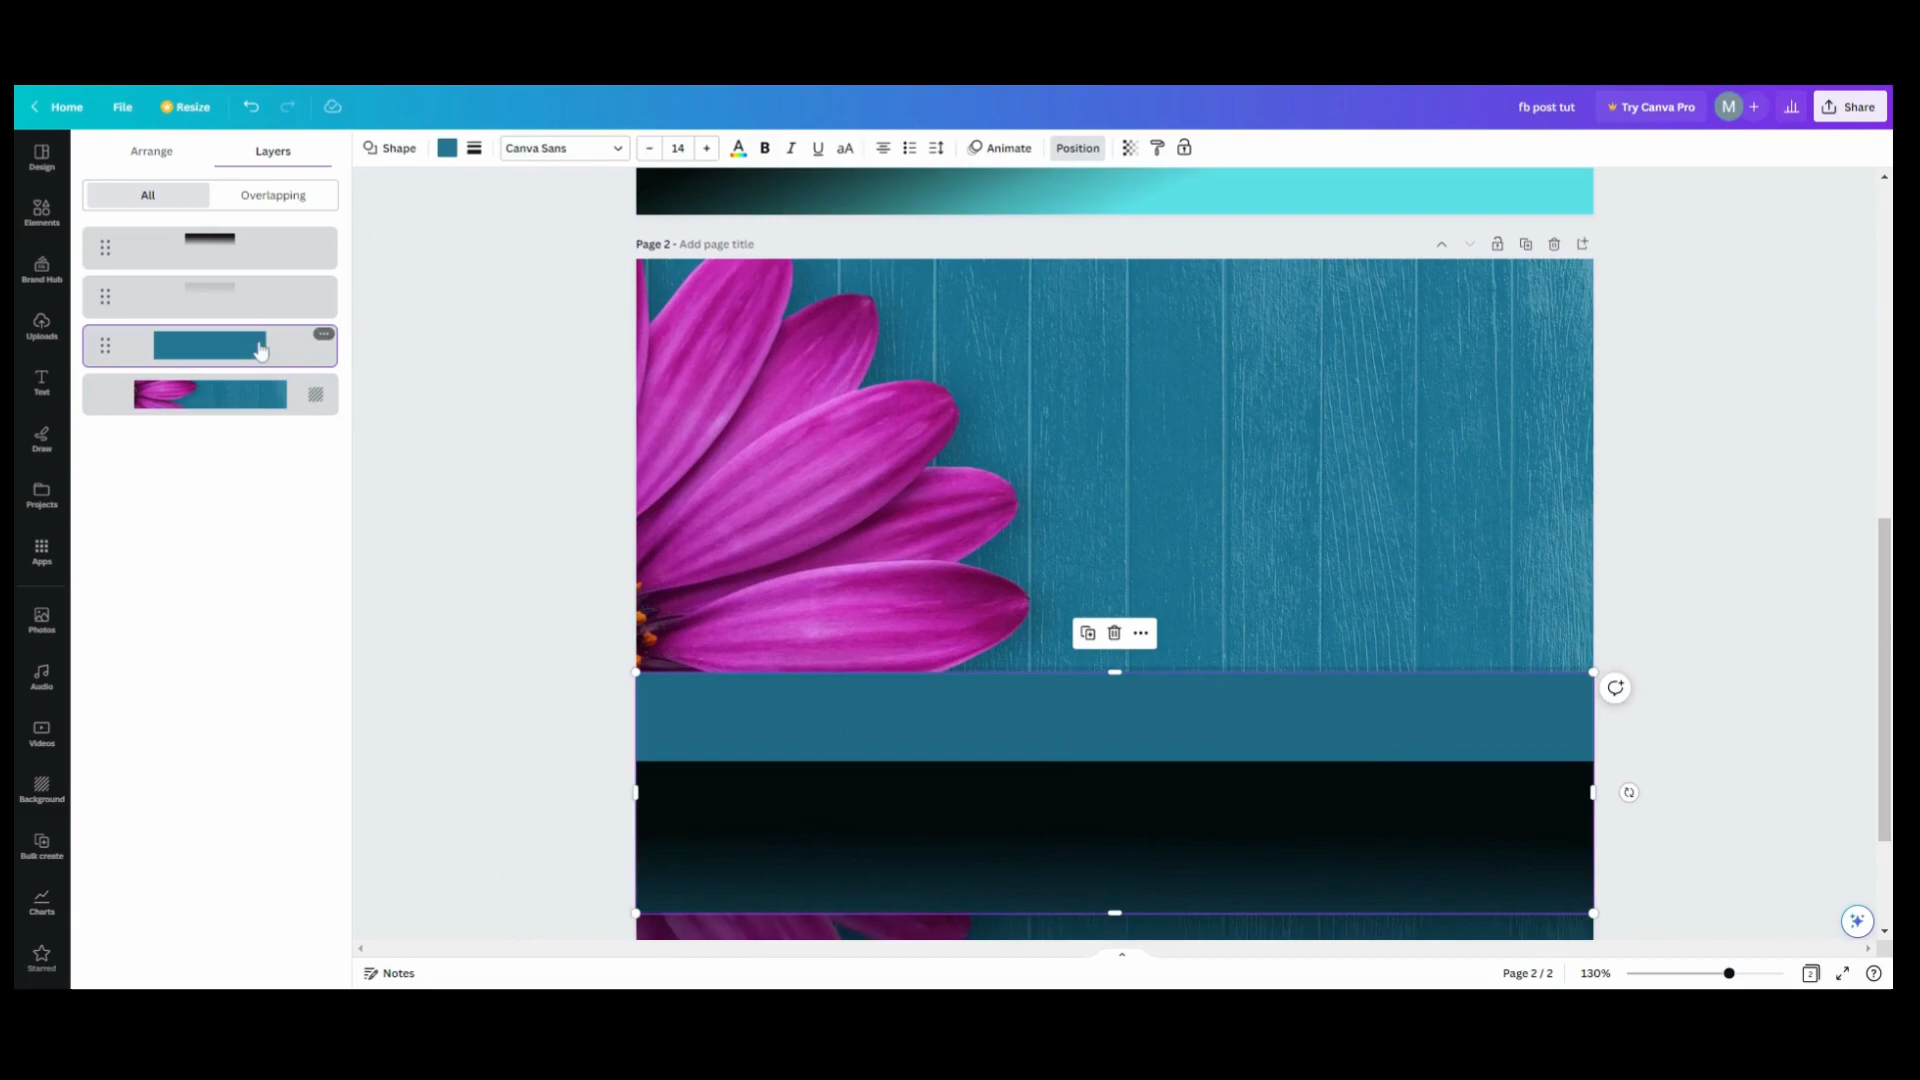 Home File Resize fb post tut Try Canva Pro M + Share
Design
Elements
Brand Hub
Uploads
Text
Draw
Projects
Apps
Photos
Audio
Videos
Background
Bulk create
Charts
Starred
Arrange Layers
All Overlapping
Shape Canva Sans − 14 + A B I U aA Animate Position
Page 2 - Add page title
Notes
Page 2 / 2 130% 2 ?